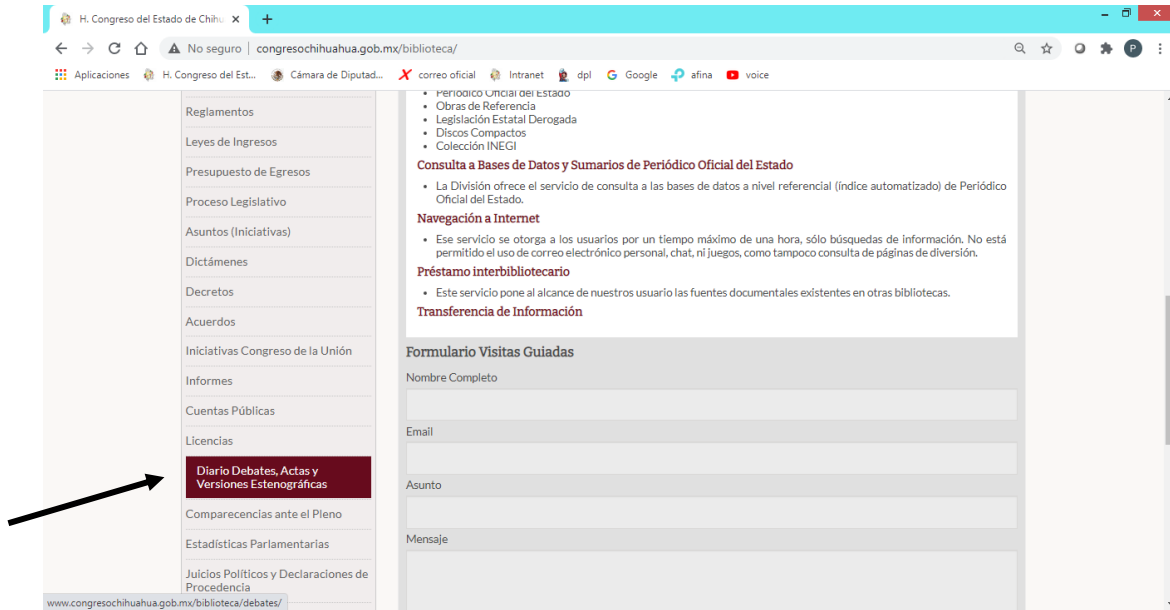 H. Congreso del Estado de Chihu
No seguro | congresochihuahua.gob.mx/biblioteca/
P
Aplicaciones H. Congreso del Est... Cámara de Diputad... correo oficial Intranet dpl Google afina voice
Reglamentos
Leyes de Ingresos
Presupuesto de Egresos
Proceso Legislativo
Asuntos (Iniciativas)
Dictámenes
Decretos
Acuerdos
Iniciativas Congreso de la Unión
Informes
Cuentas Públicas
Licencias
Diario Debates, Actas y
Versiones Estenográficas
Comparecencias ante el Pleno
Estadísticas Parlamentarias
Juicios Políticos y Declaraciones de
Procedencia
www.congresochihuahua.gob.mx/biblioteca/debates/
• Periódico Oficial del Estado
• Obras de Referencia
• Legislación Estatal Derogada
• Discos Compactos
• Colección INEGI
Consulta a Bases de Datos y Sumarios de Periódico Oficial del Estado
• La División ofrece el servicio de consulta a las bases de datos a nivel referencial (índice automatizado) de Periódico
Oficial del Estado.
Navegación a Internet
• Ese servicio se otorga a los usuarios por un tiempo máximo de una hora, sólo búsquedas de información. No está
permitido el uso de correo electrónico personal, chat, ni juegos, como tampoco consulta de páginas de diversión.
Préstamo interbibliotecario
• Este servicio pone al alcance de nuestros usuario las fuentes documentales existentes en otras bibliotecas.
Transferencia de Información
Formulario Visitas Guiadas
Nombre Completo
Email
Asunto
Mensaje